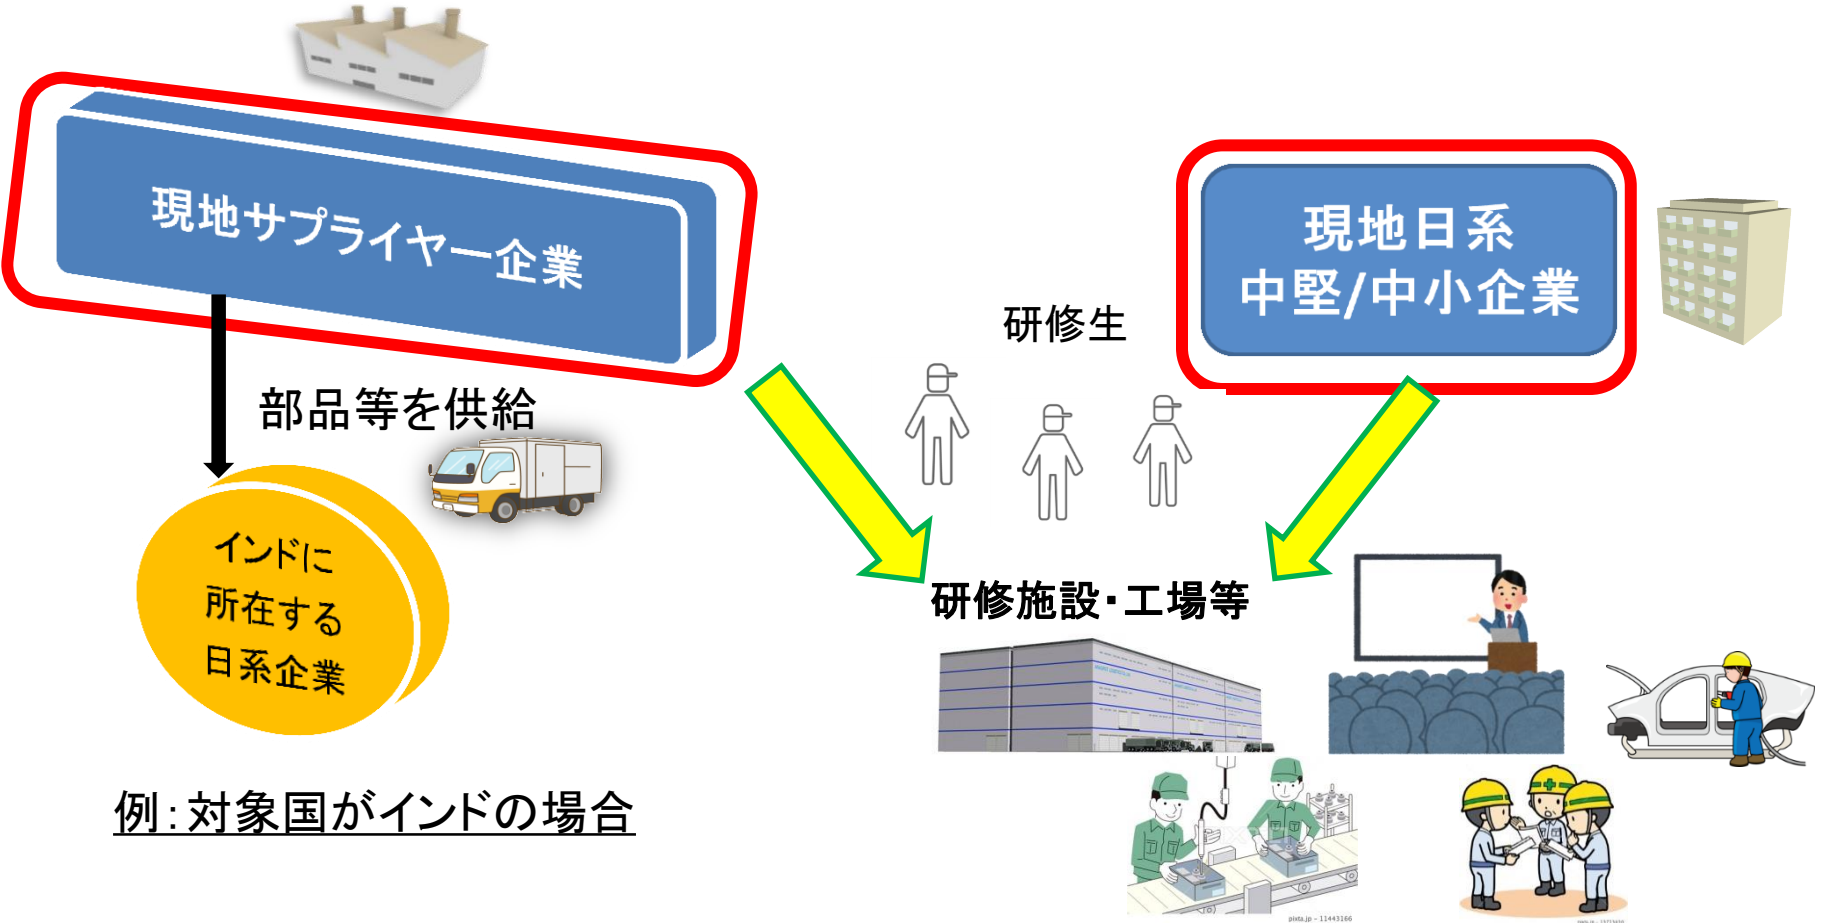 現地サプライヤー企業
現地日系
中堅/中小企業
研修生
部品等を供給
インドに
所在する
日系企業
研修施設・工場等
例：対象国がインドの場合
pixta.jp - 11443166